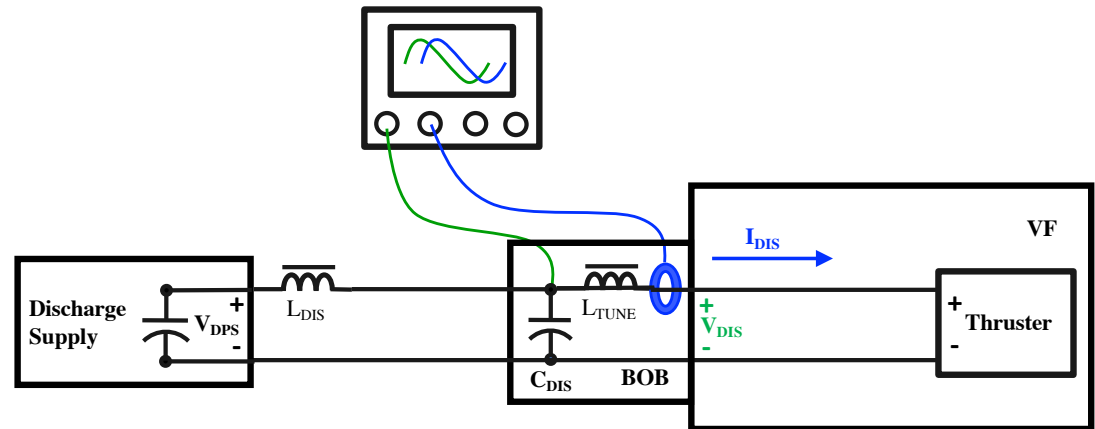 VF
I_DIS
Discharge
Supply
+
V_DPS
-
L_DIS
L_TUNE
C_DIS
BOB
+
V_DIS
-
+
Thruster
-